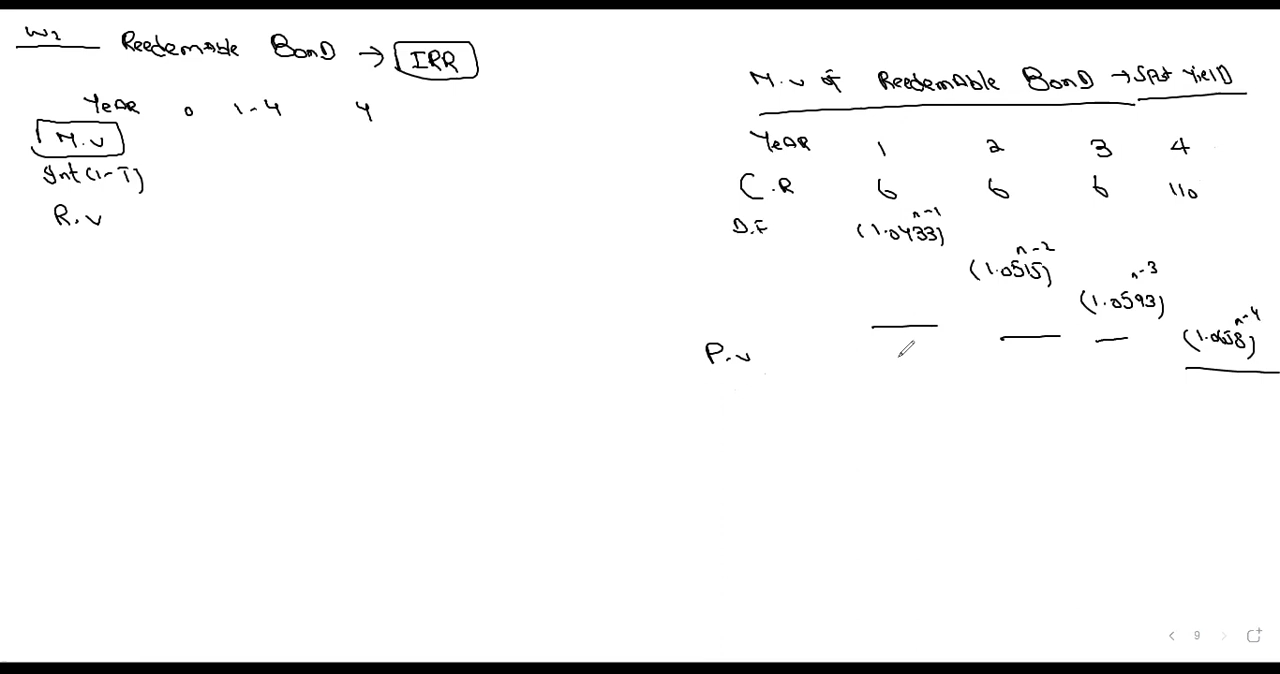 W2 Reedemable BonD → IRR
YeAR 0 1-4 4
M.v
Int(1-T)
R.v
M.v of ReedemAble BonD → Spot YielD
YeAR 1 2 3 4
C.R 6 6 6 110
D.F (1.0433)^n-1
(1.0515)^n-2
(1.0593)^n-3
(1.0658)^n-4
P.v
9